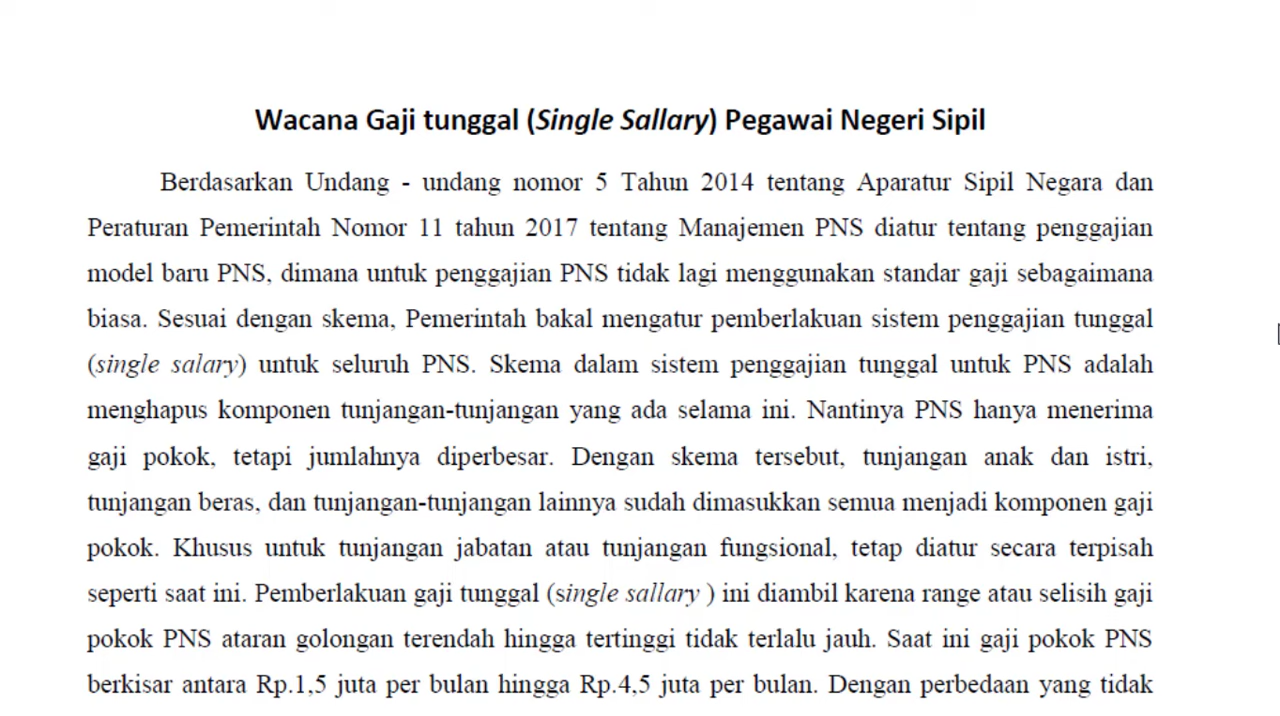 Wacana Gaji tunggal (Single Sallary) Pegawai Negeri Sipil
Berdasarkan Undang - undang nomor 5 Tahun 2014 tentang Aparatur Sipil Negara dan
Peraturan Pemerintah Nomor 11 tahun 2017 tentang Manajemen PNS diatur tentang penggajian
model baru PNS, dimana untuk penggajian PNS tidak lagi menggunakan standar gaji sebagaimana
biasa. Sesuai dengan skema, Pemerintah bakal mengatur pemberlakuan sistem penggajian tunggal
(single salary) untuk seluruh PNS. Skema dalam sistem penggajian tunggal untuk PNS adalah
menghapus komponen tunjangan-tunjangan yang ada selama ini. Nantinya PNS hanya menerima
gaji pokok, tetapi jumlahnya diperbesar. Dengan skema tersebut, tunjangan anak dan istri,
tunjangan beras, dan tunjangan-tunjangan lainnya sudah dimasukkan semua menjadi komponen gaji
pokok. Khusus untuk tunjangan jabatan atau tunjangan fungsional, tetap diatur secara terpisah
seperti saat ini. Pemberlakuan gaji tunggal (single sallary ) ini diambil karena range atau selisih gaji
pokok PNS ataran golongan terendah hingga tertinggi tidak terlalu jauh. Saat ini gaji pokok PNS
berkisar antara Rp.1,5 juta per bulan hingga Rp.4,5 juta per bulan. Dengan perbedaan yang tidak